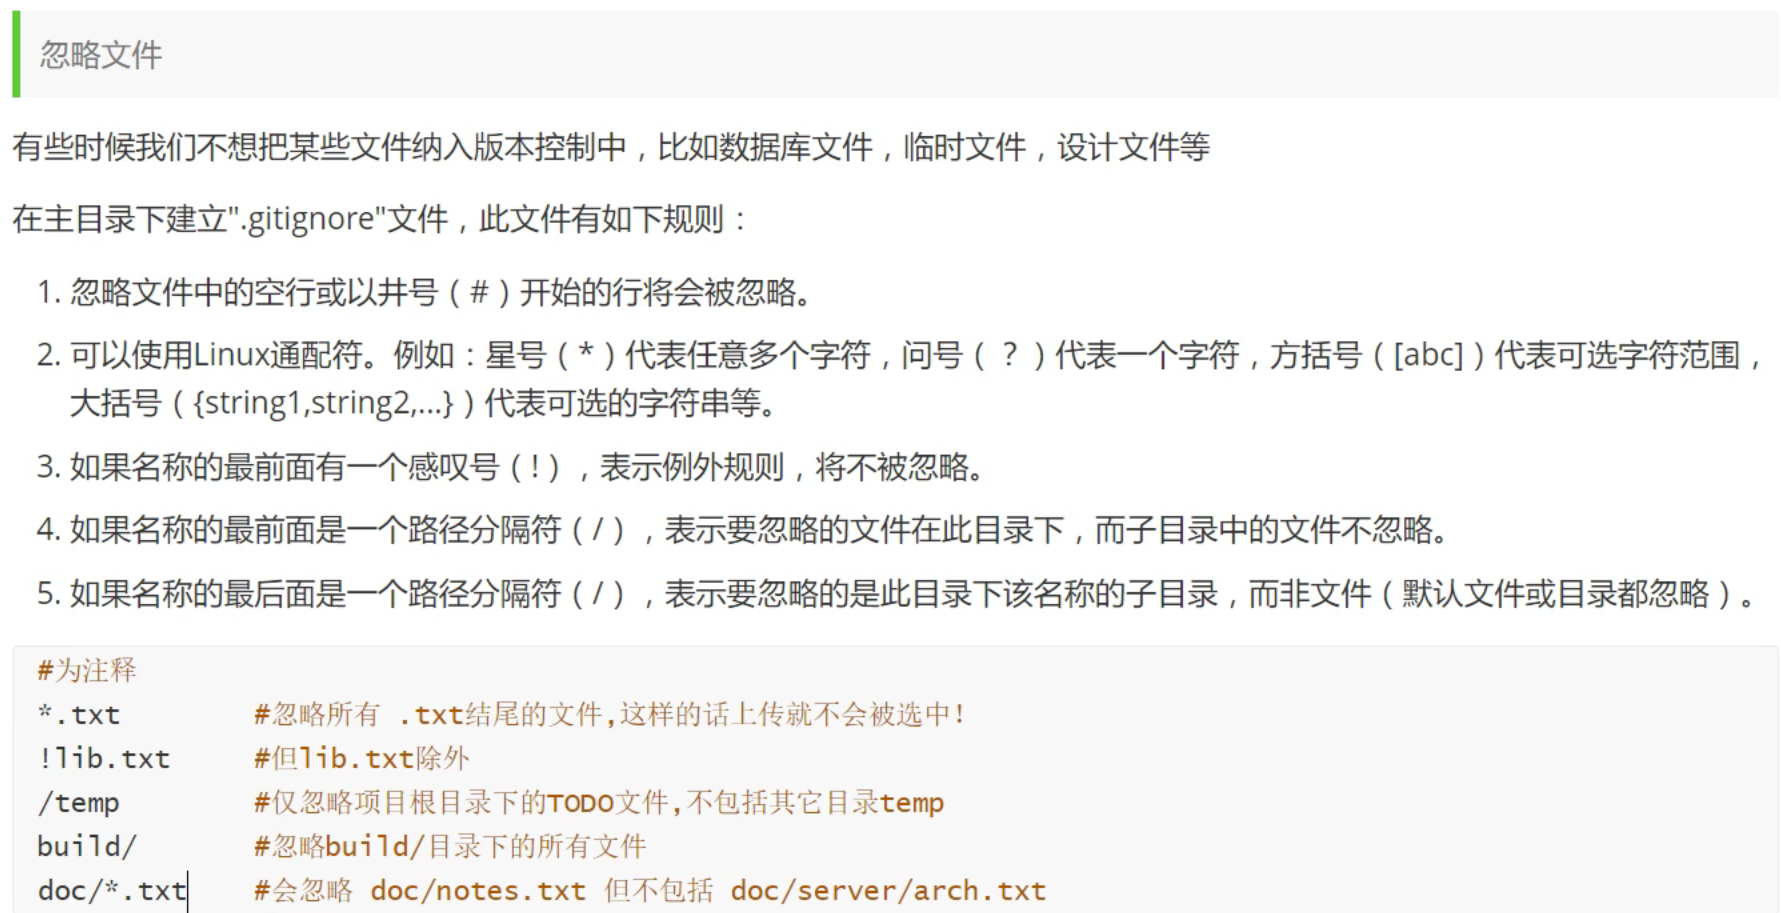 忽略文件
有些时候我们不想把某些文件纳入版本控制中，比如数据库文件，临时文件，设计文件等
在主目录下建立".gitignore"文件，此文件有如下规则：
1. 忽略文件中的空行或以井号（#）开始的行将会被忽略。
2. 可以使用Linux通配符。例如：星号（*）代表任意多个字符，问号（？）代表一个字符，方括号（[abc]）代表可选字符范围，
大括号（{string1,string2,...}）代表可选的字符串等。
3. 如果名称的最前面有一个感叹号（!），表示例外规则，将不被忽略。
4. 如果名称的最前面是一个路径分隔符（/），表示要忽略的文件在此目录下，而子目录中的文件不忽略。
5. 如果名称的最后面是一个路径分隔符（/），表示要忽略的是此目录下该名称的子目录，而非文件（默认文件或目录都忽略）。
#为注释
*.txt #忽略所有 .txt结尾的文件,这样的话上传就不会被选中!
!lib.txt #但lib.txt除外
/temp #仅忽略项目根目录下的TODO文件,不包括其它目录temp
build/ #忽略build/目录下的所有文件
doc/*.txt #会忽略 doc/notes.txt 但不包括 doc/server/arch.txt